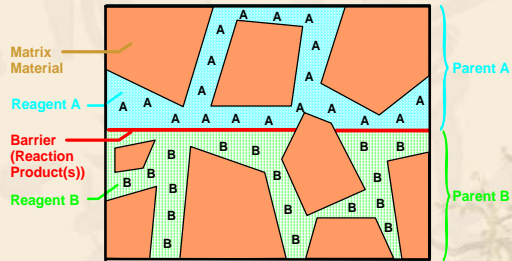 A A A
A
Matrix
A
Material
A
Parent A
A
A
Reagent A
A A A A
A A A A A A A
Barrier
(Reaction
Product(s))
B B B B B
B B
B B
Reagent B
Parent B
B B B
B
B
B B